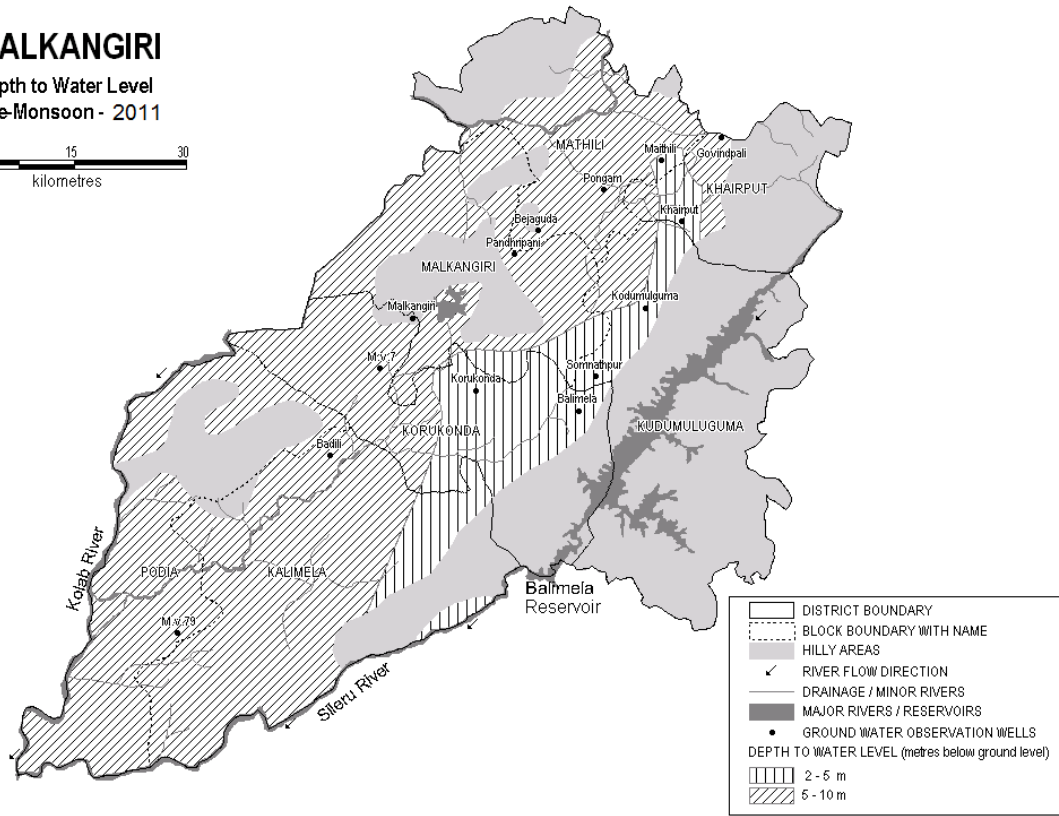 ALKANGIRI
pth to Water Level
e-Monsoon - 2011
15 30
kilometres
MATHILI
Maithili
Govindpali
Pongam
KHAIRPUT
Khairput
Bejaguda
Pandhripani
MALKANGIRI
Kodumulguma
Malkangiri
M.v.7
Somnathpur
Korukonda
Balimela
KORUKONDA
KUDUMULUGUMA
Badili
Kolab River
PODIA
KALIMELA
Balimela
Reservoir
M.v.79
Sileru River
DISTRICT BOUNDARY
BLOCK BOUNDARY WITH NAME
HILLY AREAS
RIVER FLOW DIRECTION
DRAINAGE / MINOR RIVERS
MAJOR RIVERS / RESERVOIRS
GROUND WATER OBSERVATION WELLS
DEPTH TO WATER LEVEL (metres below ground level)
2 - 5 m
5 - 10 m